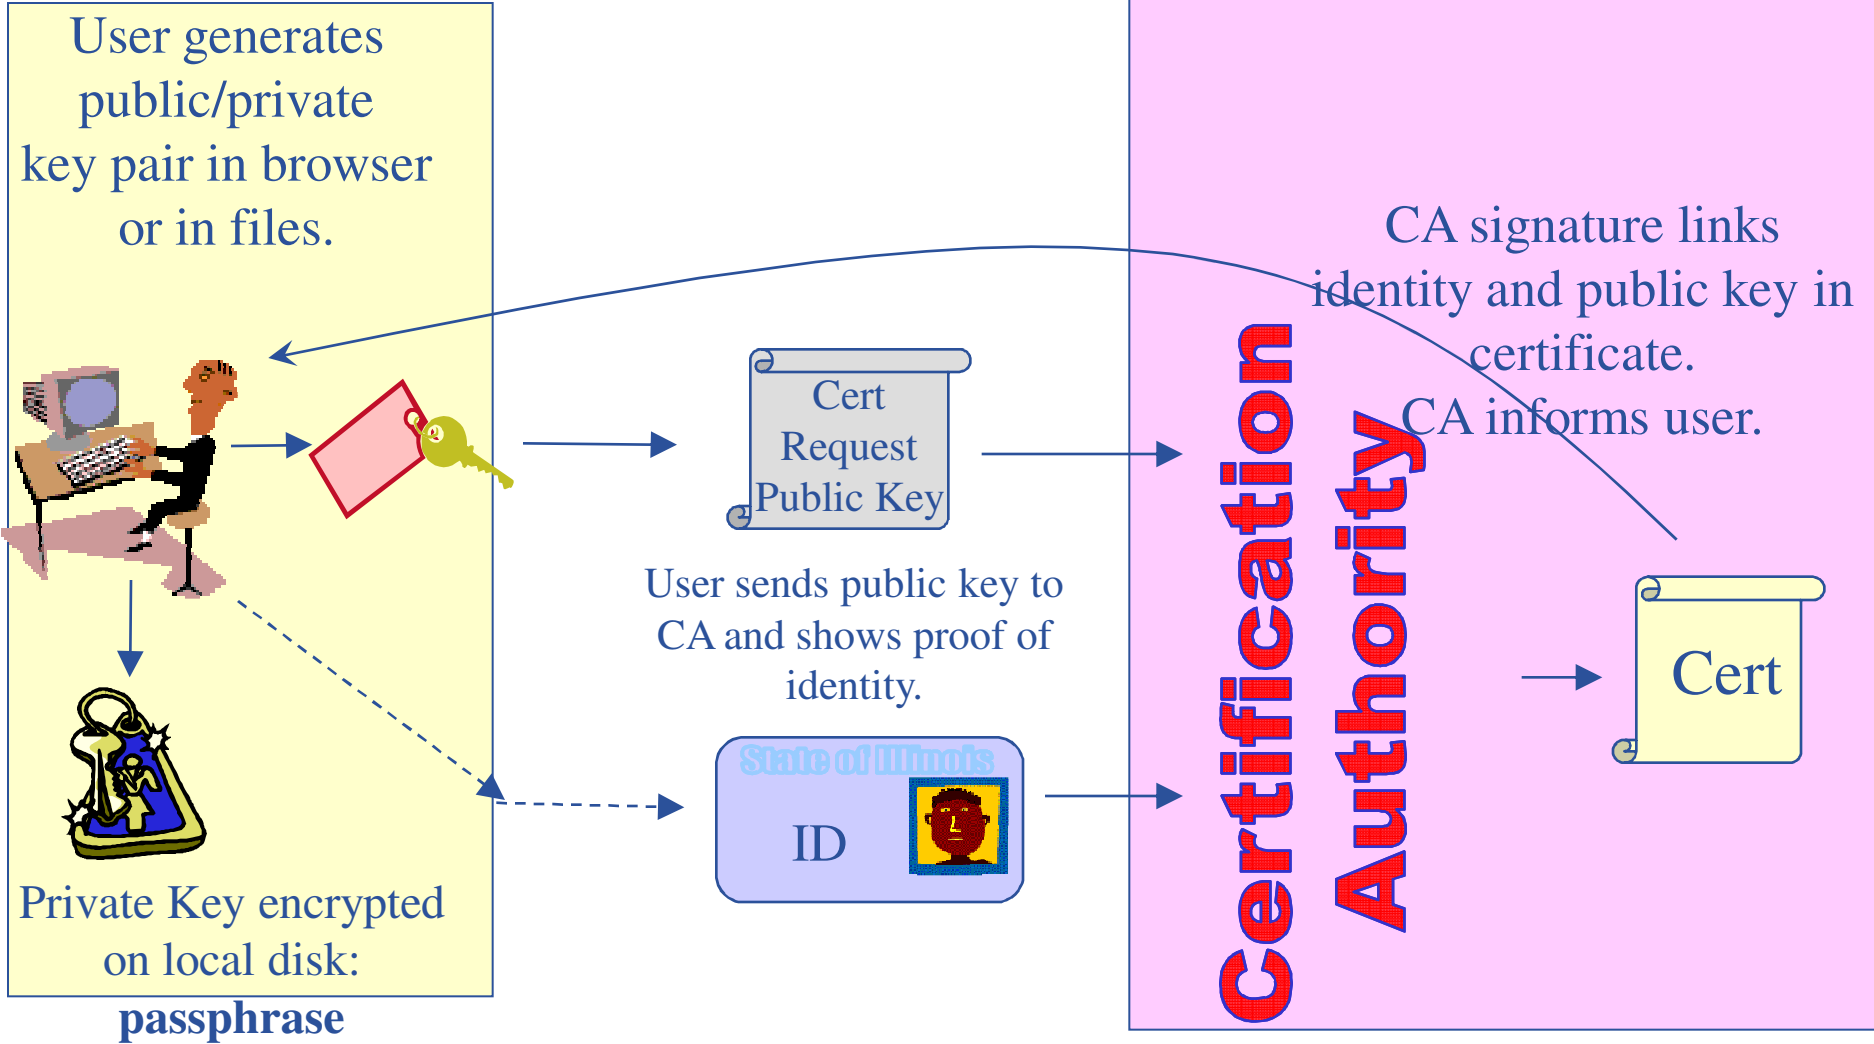 User generates
public/private
key pair in browser
or in files.
CA signature links
identity and public key in
certificate.
CA informs user.
Cert
Request
Public Key
User sends public key to
CA and shows proof of
identity.
State of Illinois
ID
Certification
Authority
Cert
Private Key encrypted
on local disk:
passphrase